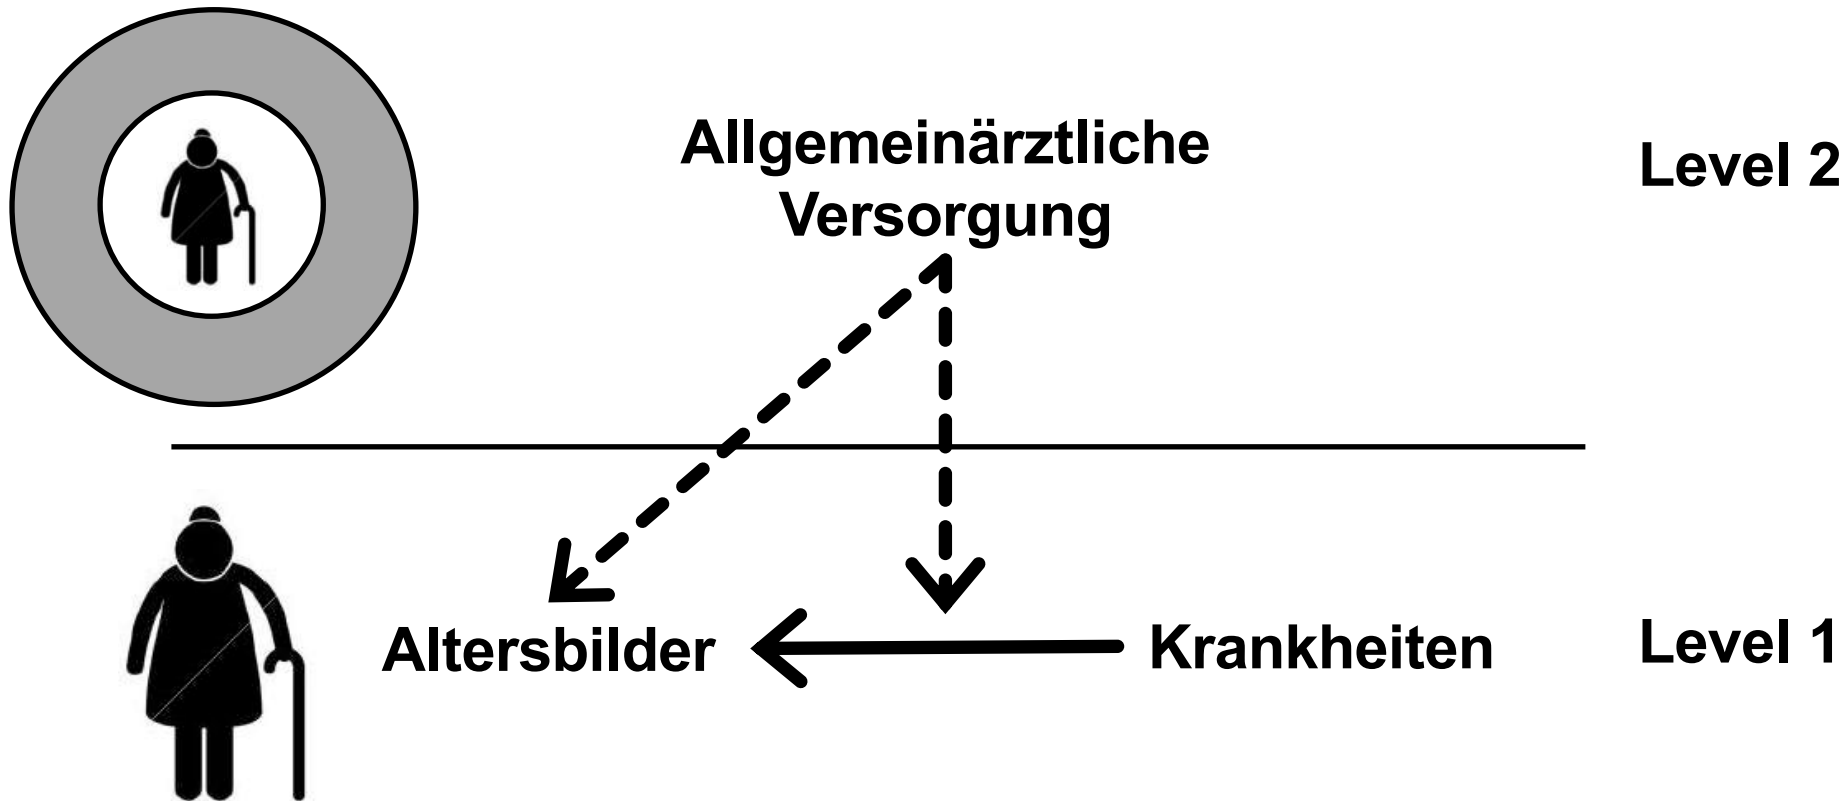 Allgemeinärztliche
Versorgung
Level 2
Altersbilder
Krankheiten
Level 1